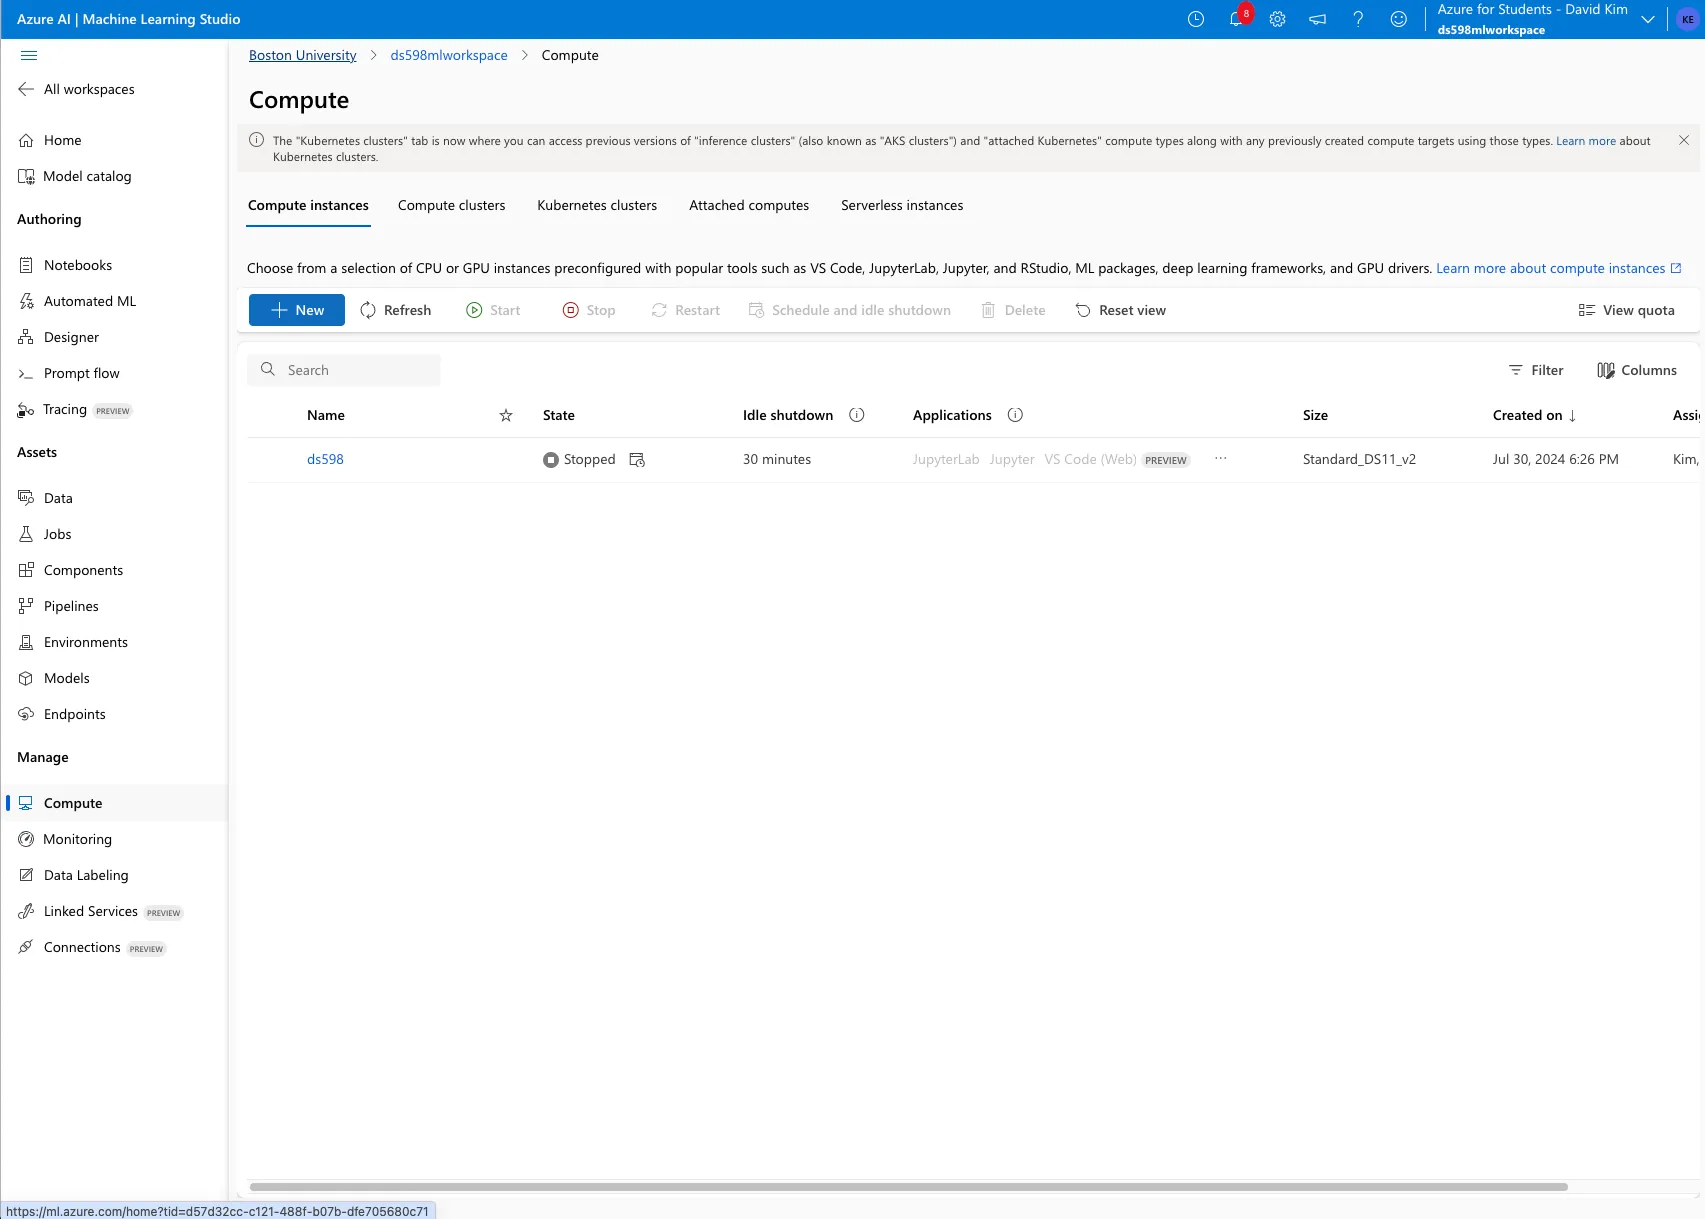 Azure AI | Machine Learning Studio
8
Azure for Students - David Kim
ds598mlworkspace
KE
All workspaces
Home
Model catalog
Authoring
Notebooks
Automated ML
Designer
Prompt flow
Tracing PREVIEW
Assets
Data
Jobs
Components
Pipelines
Environments
Models
Endpoints
Manage
Compute
Monitoring
Data Labeling
Linked Services PREVIEW
Connections PREVIEW
Boston University > ds598mlworkspace > Compute
Compute
The "Kubernetes clusters" tab is now where you can access previous versions of "inference clusters" (also known as "AKS clusters") and "attached Kubernetes" compute types along with any previously created compute targets using those types. Learn more about
Kubernetes clusters.
Compute instances Compute clusters Kubernetes clusters Attached computes Serverless instances
Choose from a selection of CPU or GPU instances preconfigured with popular tools such as VS Code, JupyterLab, Jupyter, and RStudio, ML packages, deep learning frameworks, and GPU drivers. Learn more about compute instances
New Refresh Start Stop Restart Schedule and idle shutdown Delete Reset view View quota
Search Filter Columns
Name State Idle shutdown Applications Size Created on ↓ Assi
ds598 Stopped 30 minutes JupyterLab Jupyter VS Code (Web) PREVIEW ... Standard_DS11_v2 Jul 30, 2024 6:26 PM Kim,
https://ml.azure.com/home?tid=d57d32cc-c121-488f-b07b-dfe705680c71